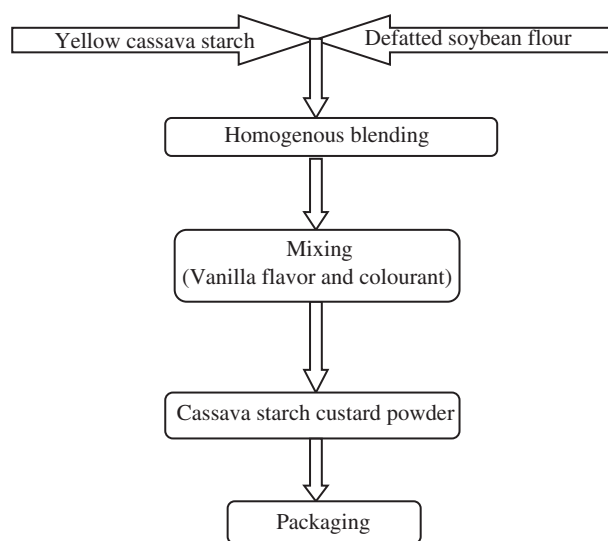 Yellow cassava starch
Defatted soybean flour
Homogenous blending
Mixing
(Vanilla flavor and colourant)
Cassava starch custard powder
Packaging